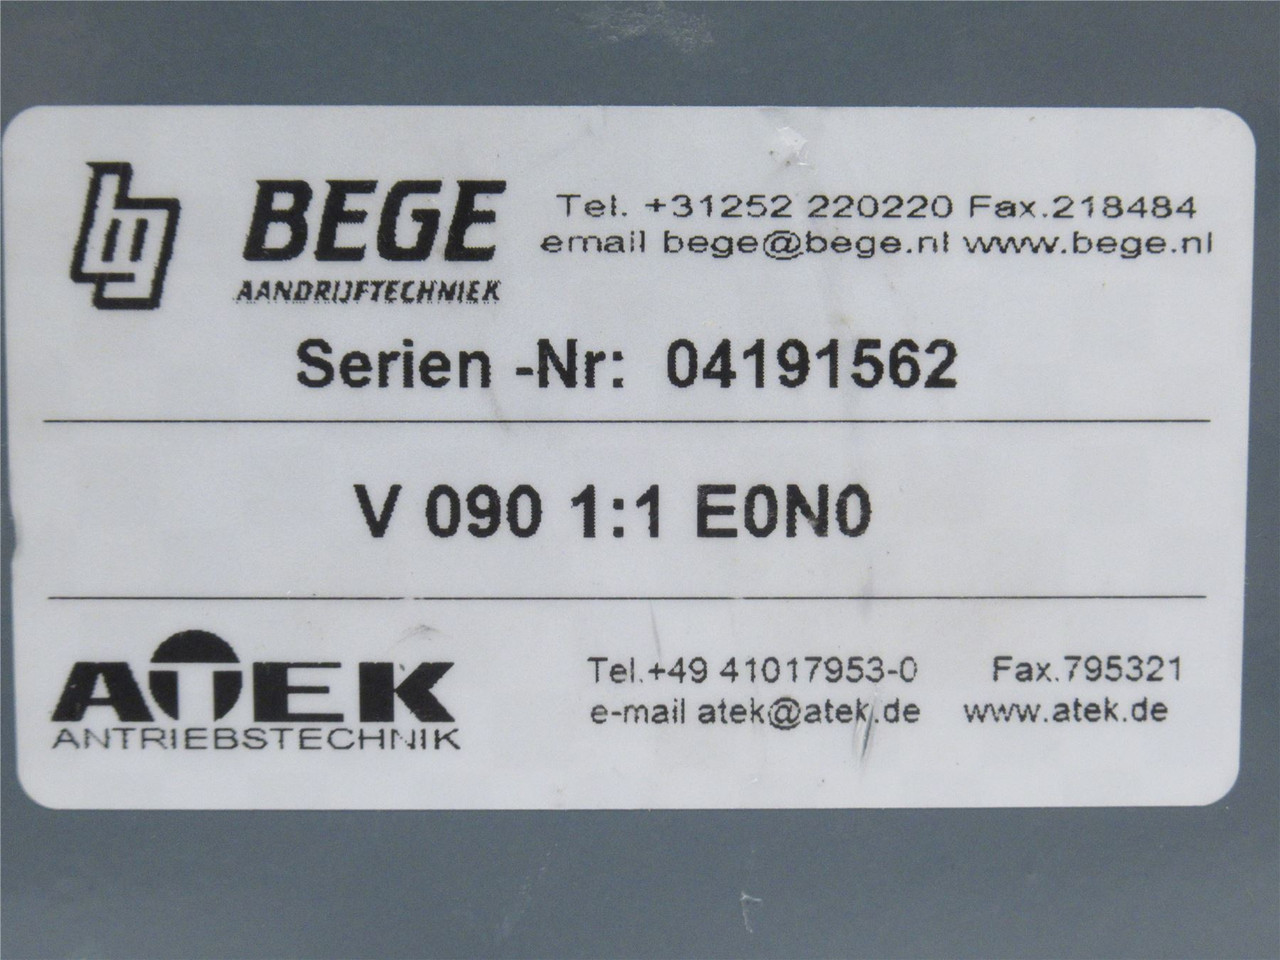 BEGE
AANDRIJFTECHNIEK
Tel. +31252 220220 Fax.218484
email bege@bege.nl www.bege.nl
Serien -Nr: 04191562
V 090 1:1 E0N0
ATEK
ANTRIEBSTECHNIK
Tel.+49 41017953-0 Fax.795321
e-mail atek@atek.de www.atek.de